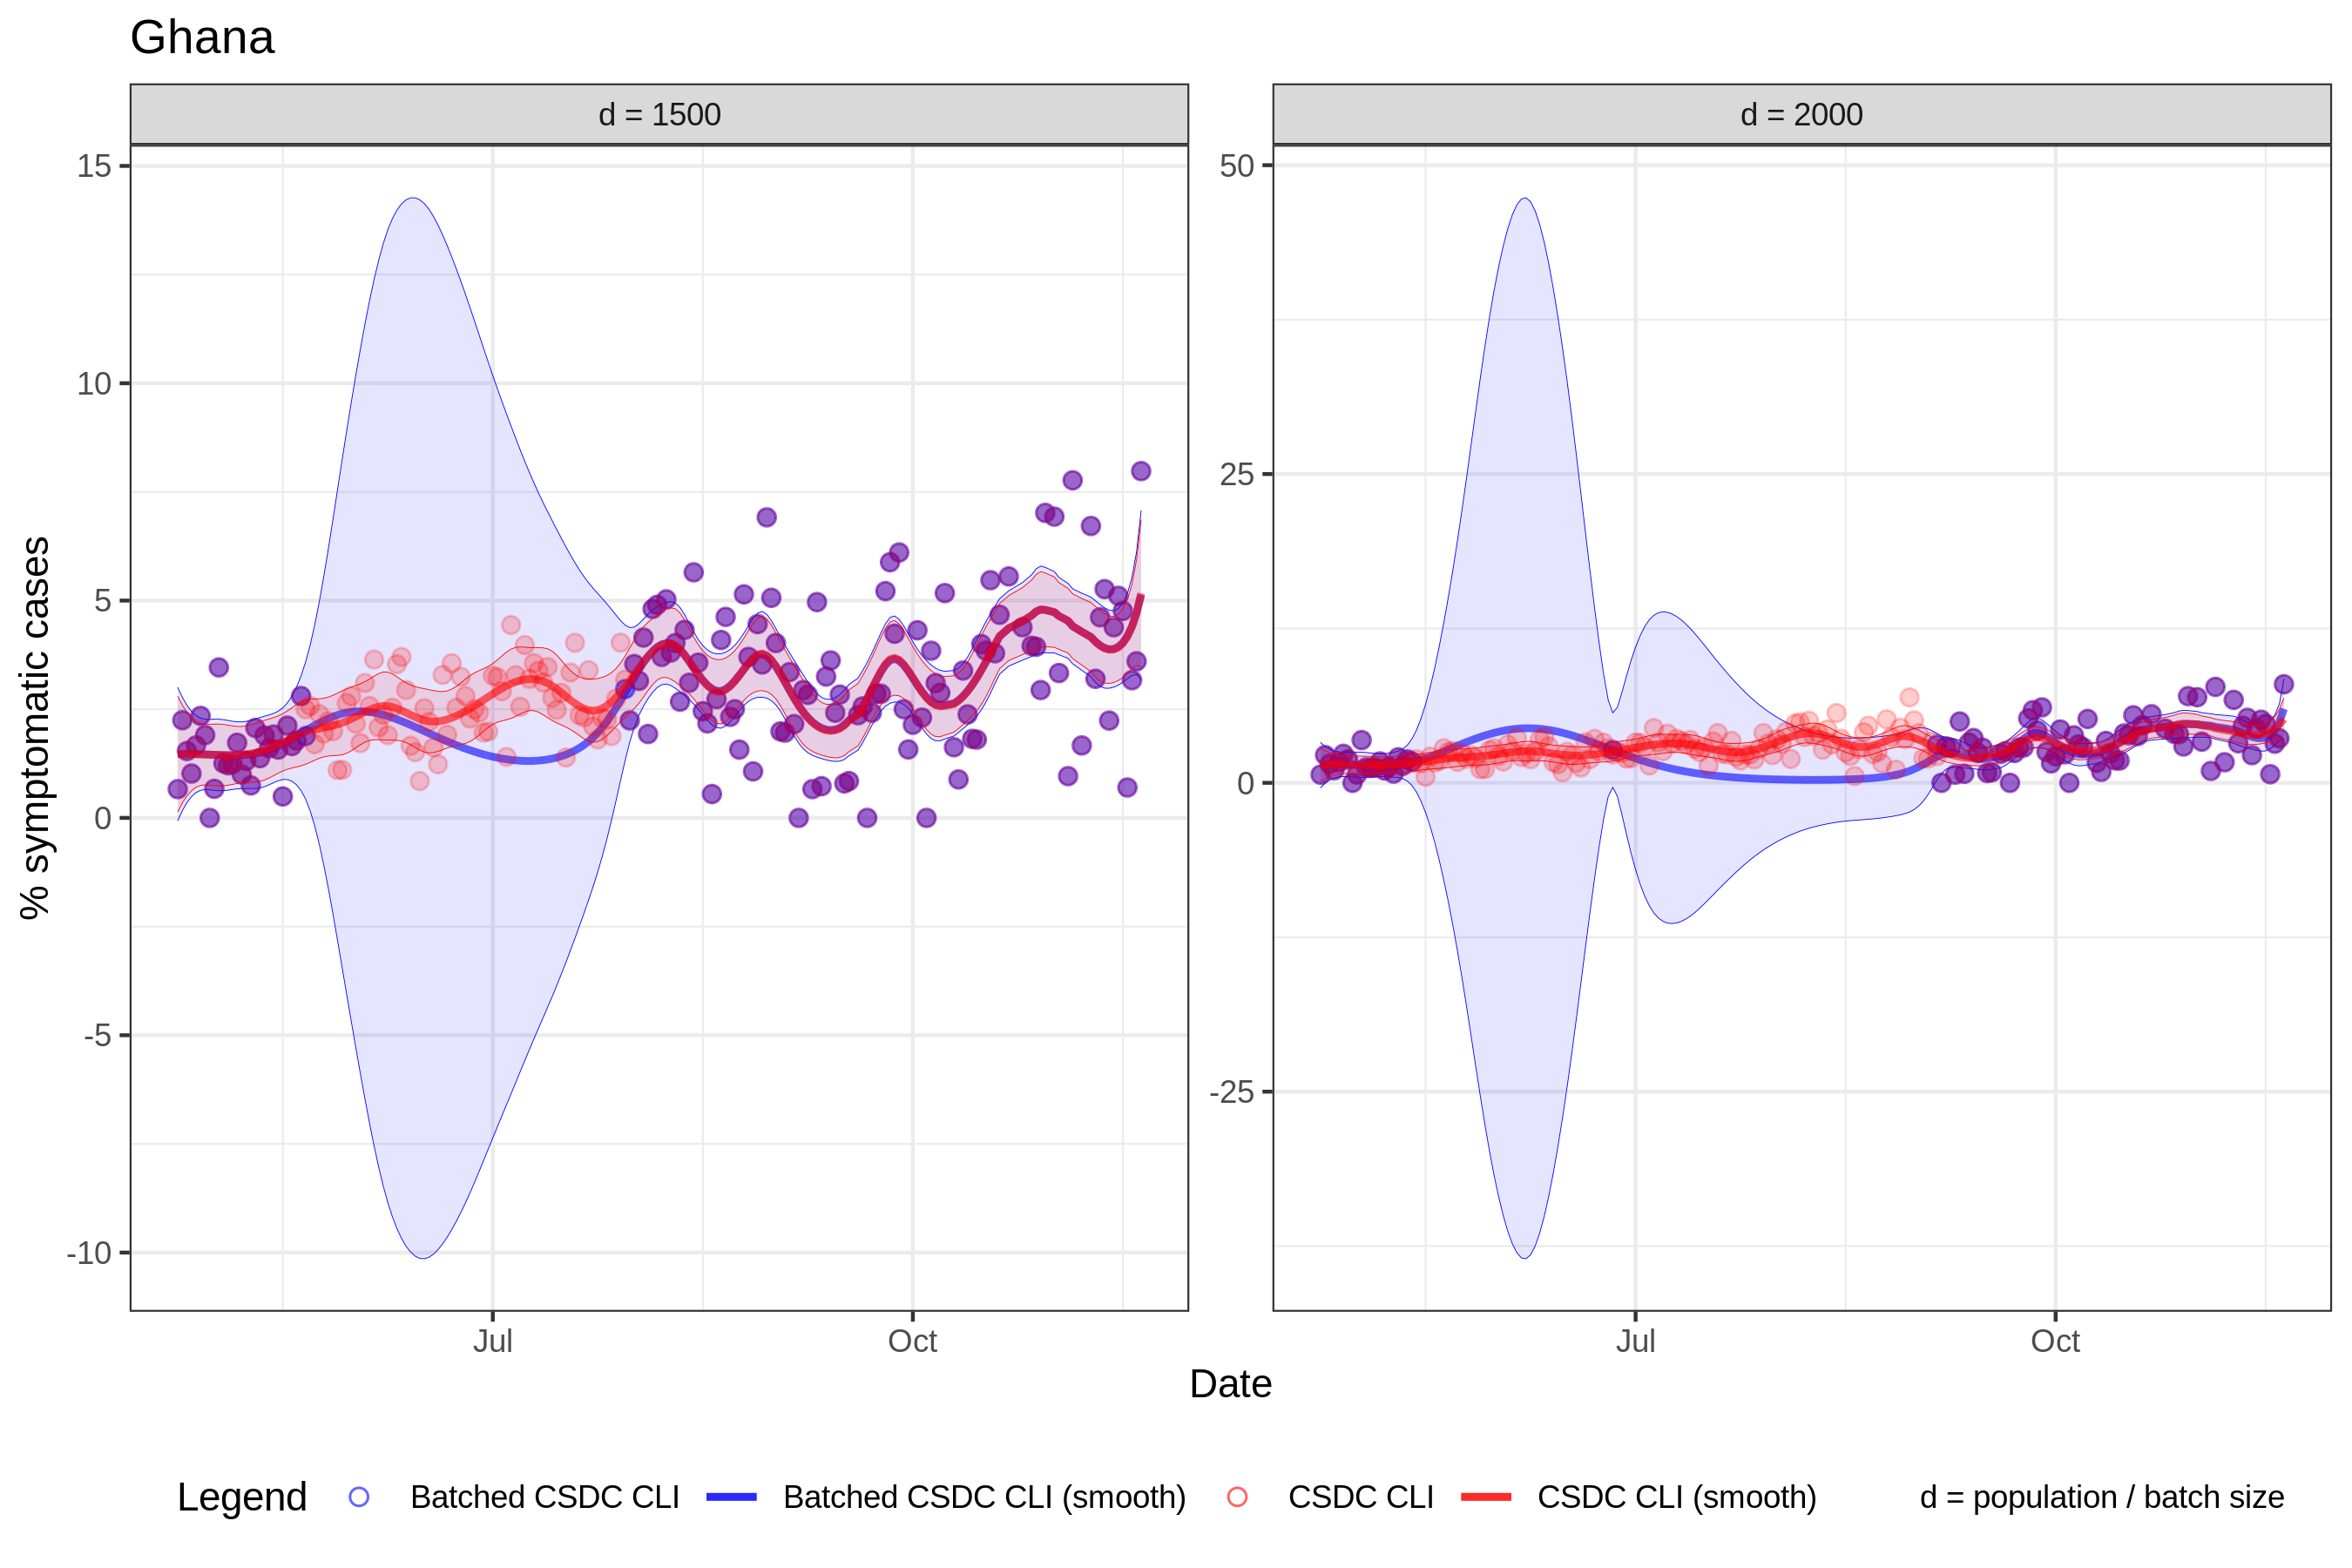 Ghana
d = 1500
d = 2000
% symptomatic cases
15
10
5
0
-5
-10
50
25
0
-25
Jul
Oct
Jul
Oct
Date
Legend
Batched CSDC CLI
Batched CSDC CLI (smooth)
CSDC CLI
CSDC CLI (smooth)
d = population / batch size